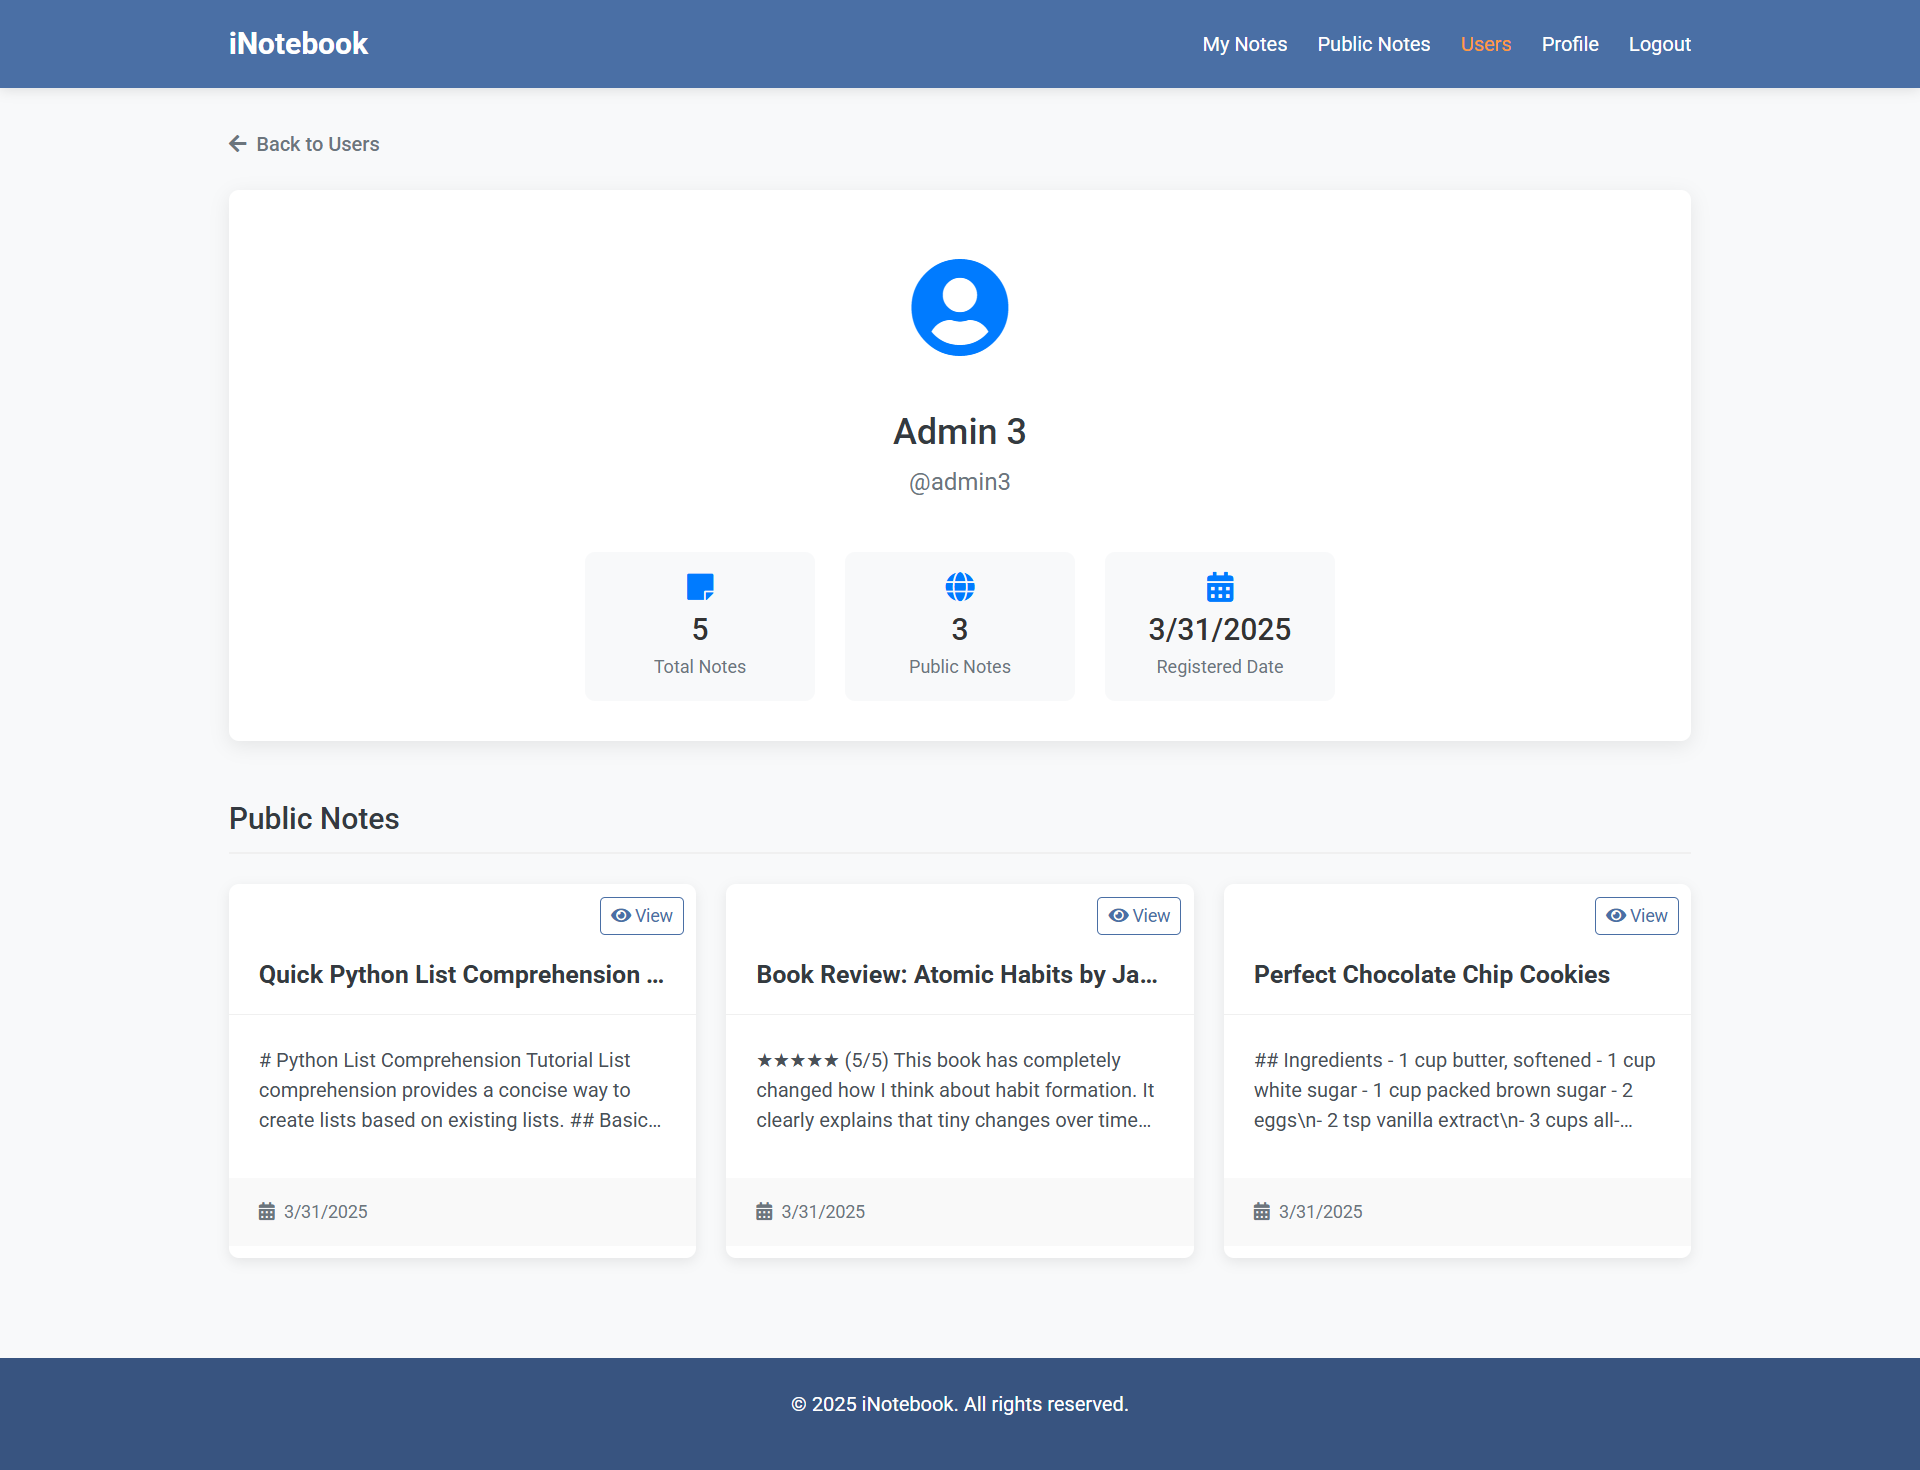 iNotebook
My Notes
Public Notes
Users
Profile
Logout
Back to Users
Admin 3
@admin3
5
Total Notes
3
Public Notes
3/31/2025
Registered Date
Public Notes
View
Quick Python List Comprehension ...
# Python List Comprehension Tutorial List
comprehension provides a concise way to
create lists based on existing lists. ## Basic...
3/31/2025
View
Book Review: Atomic Habits by Ja...
★★★★★ (5/5) This book has completely
changed how I think about habit formation. It
clearly explains that tiny changes over time...
3/31/2025
View
Perfect Chocolate Chip Cookies
## Ingredients - 1 cup butter, softened - 1 cup
white sugar - 1 cup packed brown sugar - 2
eggs\n- 2 tsp vanilla extract\n- 3 cups all-...
3/31/2025
© 2025 iNotebook. All rights reserved.